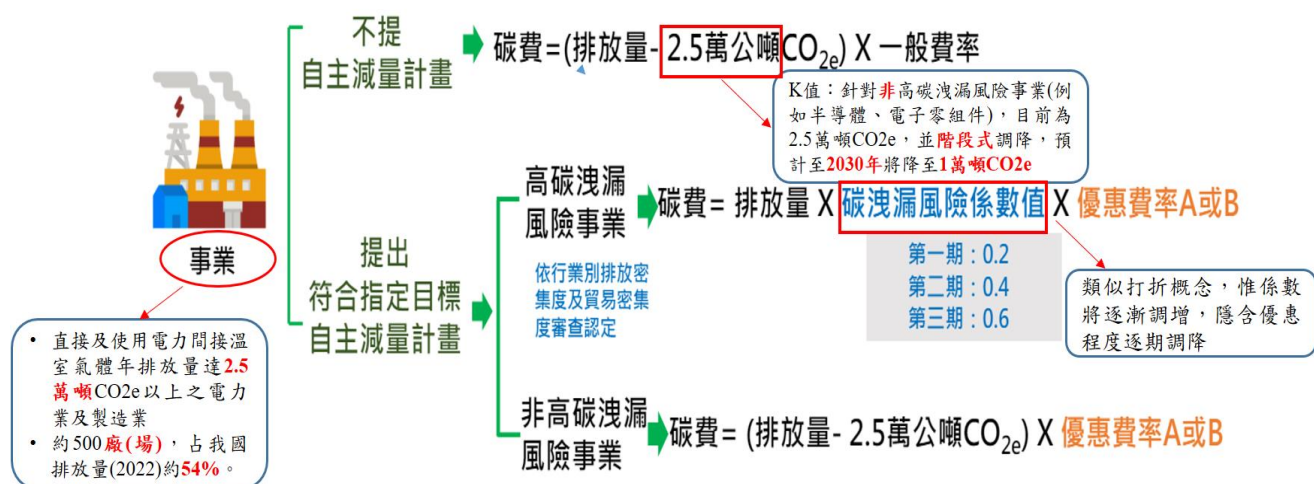 不提
自主減量計畫
碳費=(排放量- 2.5萬公噸CO2e) X 一般費率
K值：針對非高碳洩漏風險事業(例
如半導體、電子零組件)，目前為
2.5萬噸CO2e，並階段式調降，預
計至2030年將降至1萬噸CO2e
事業
直接及使用電力間接溫
室氣體年排放量達2.5
萬噸CO2e以上之電力
業及製造業
約500廠(場)，占我國
排放量(2022)約54%。
提出
符合指定目標
自主減量計畫
高碳洩漏
風險事業
依行業別排放密
集度及貿易密集
度審查認定
碳費= 排放量 X 碳洩漏風險係數值 X 優惠費率A或B
第一期：0.2
第二期：0.4
第三期：0.6
類似打折概念，惟係數
將逐漸調增，隱含優惠
程度逐期調降
非高碳洩漏
風險事業
碳費= (排放量- 2.5萬公噸CO2e) X 優惠費率A或B